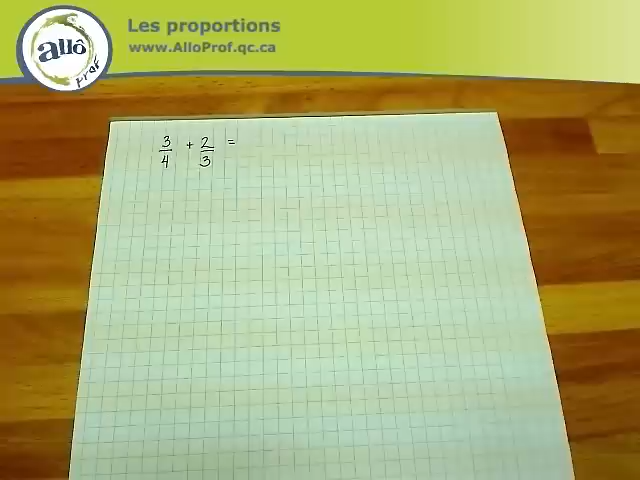 Les proportions
www.AlloProf.qc.ca
allô
prof
3/4 + 2/3 =